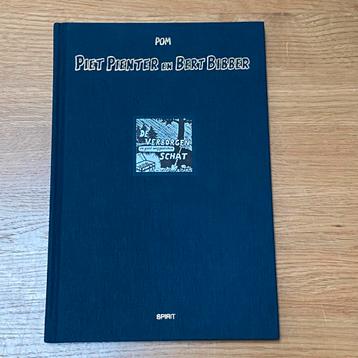 POM
PIET PIENTER EN BERT BIBBER
DE
VERBORGEN
SCHAT
SPIRIT